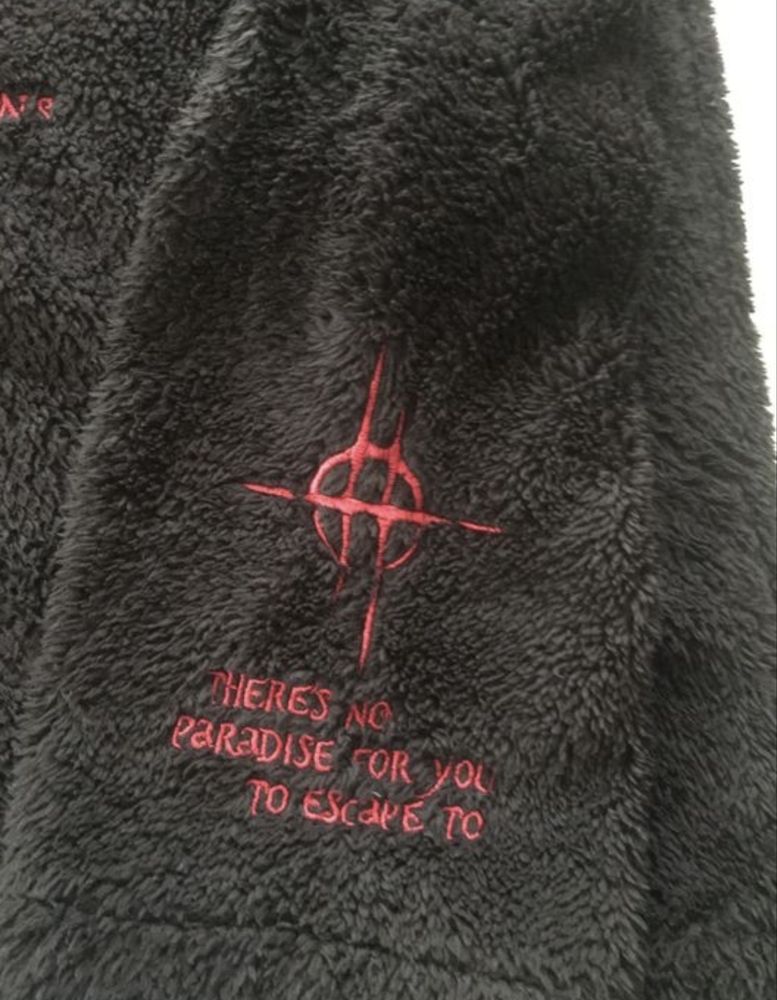 THERE'S NO
PARADISE FOR YOU
TO ESCAPE TO